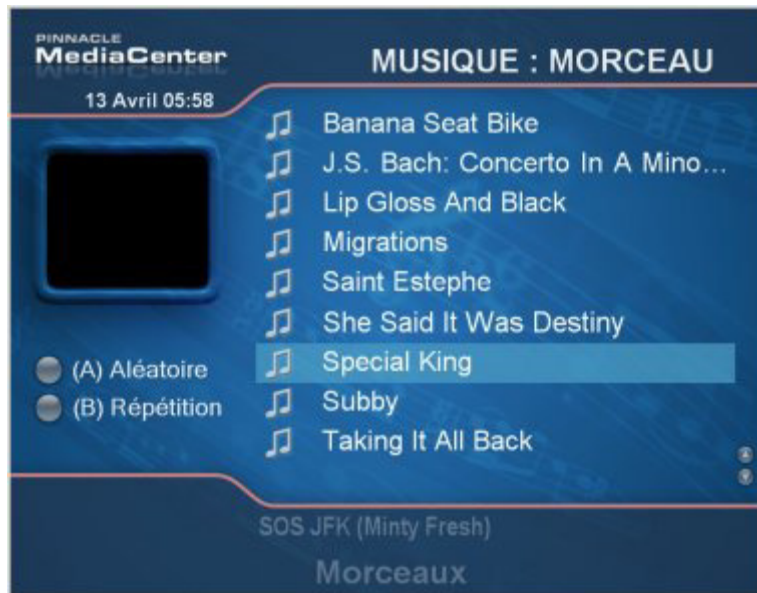 PINNACLE
MediaCenter
MUSIQUE : MORCEAU
13 Avril 05:58
Banana Seat Bike
J.S. Bach: Concerto In A Mino...
Lip Gloss And Black
Migrations
Saint Estephe
She Said It Was Destiny
Special King
Subby
Taking It All Back
(A) Aléatoire
(B) Répétition
SOS JFK (Minty Fresh)
Morceaux